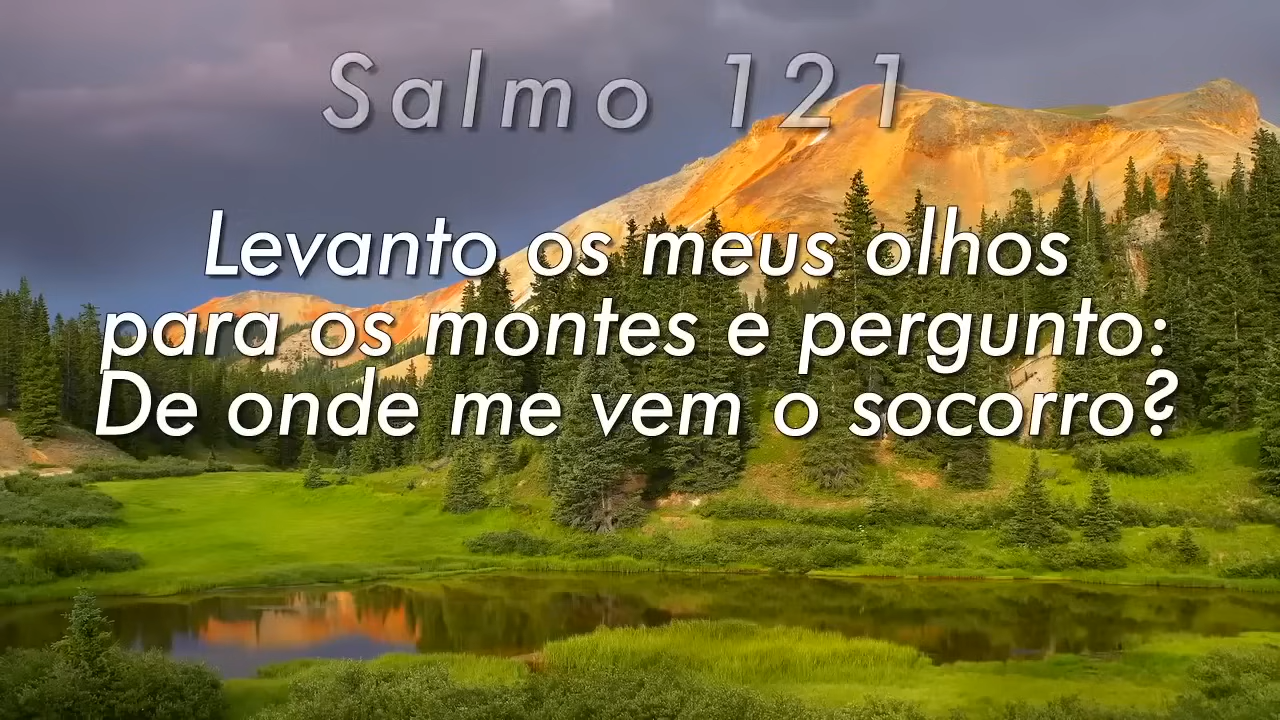 Salmo 121
Levanto os meus olhos
para os montes e pergunto:
De onde me vem o socorro?